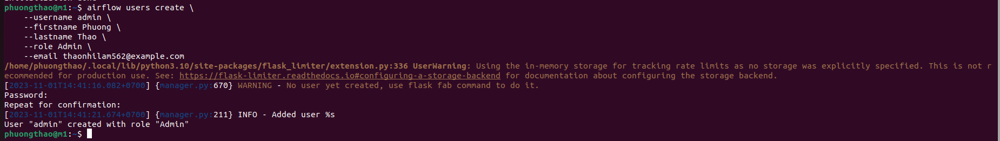 phuongthao@m1:~$ airflow users create \
    --username admin \
    --firstname Phuong \
    --lastname Thao \
    --role Admin \
    --email thaonhilam562@example.com
/home/phuongthao/.local/lib/python3.10/site-packages/flask_limiter/extension.py:336 UserWarning: Using the in-memory storage for tracking rate limits as no storage was explicitly specified. This is not r
ecommended for production use. See: https://flask-limiter.readthedocs.io#configuring-a-storage-backend for documentation about configuring the storage backend.
[2023-11-01T14:41:16.082+0700] {manager.py:670} WARNING - No user yet created, use flask fab command to do it.
Password:
Repeat for confirmation:
[2023-11-01T14:41:21.674+0700] {manager.py:211} INFO - Added user %s
User "admin" created with role "Admin"
phuongthao@m1:~$